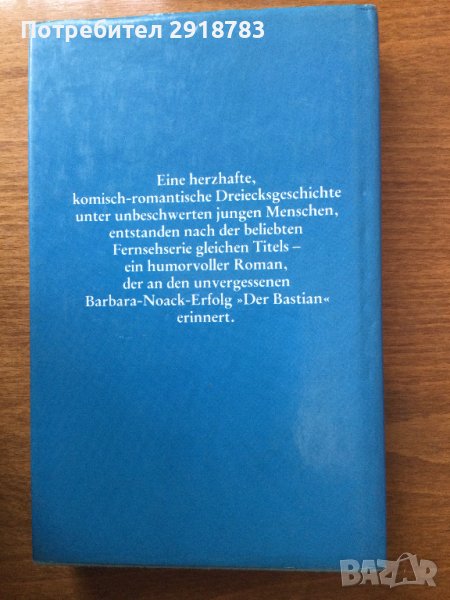 Потребител 2918783
Eine herzhafte,
komisch-romantische Dreiecksgeschichte
unter unbeschwerten jungen Menschen,
entstanden nach der beliebten
Fernsehserie gleichen Titels –
ein humorvoller Roman,
der an den unvergessenen
Barbara-Noack-Erfolg »Der Bastian«
erinnert.
BAZAR